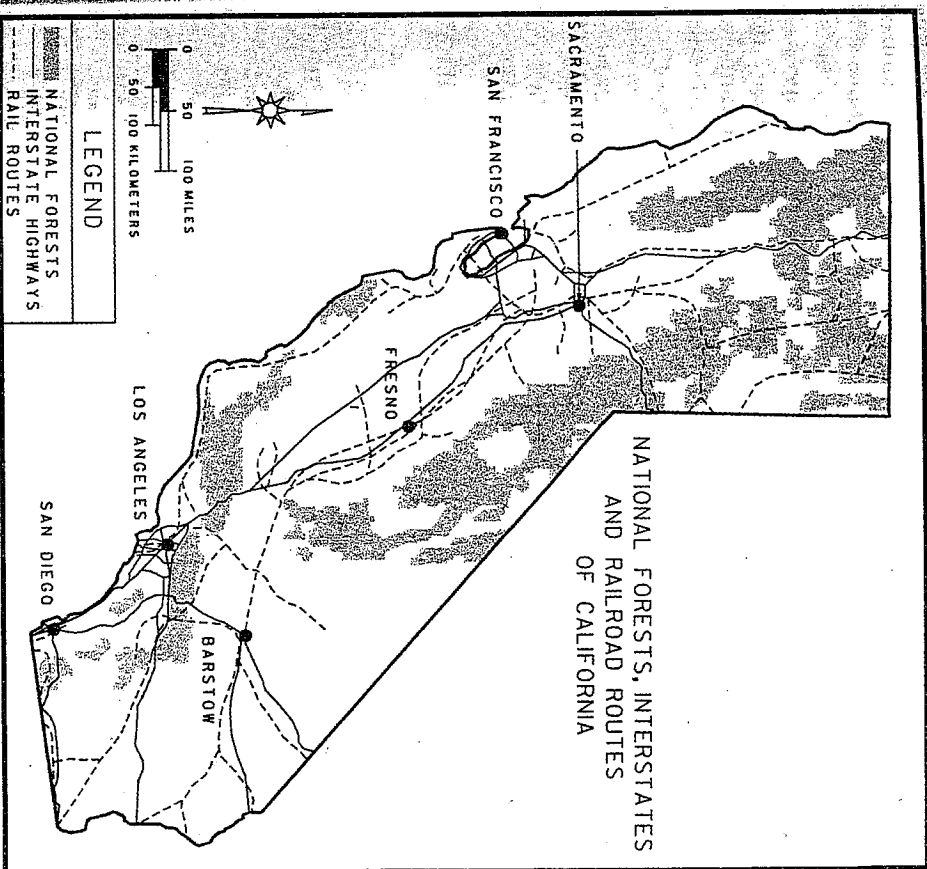 NATIONAL FORESTS, INTERSTATES
AND RAILROAD ROUTES
OF CALIFORNIA
SACRAMENTO
SAN FRANCISCO
FRESNO
BARSTOW
LOS ANGELES
SAN DIEGO
0 50 100 MILES
0 50 100 KILOMETERS
LEGEND
NATIONAL FORESTS
INTERSTATE HIGHWAYS
RAIL ROUTES